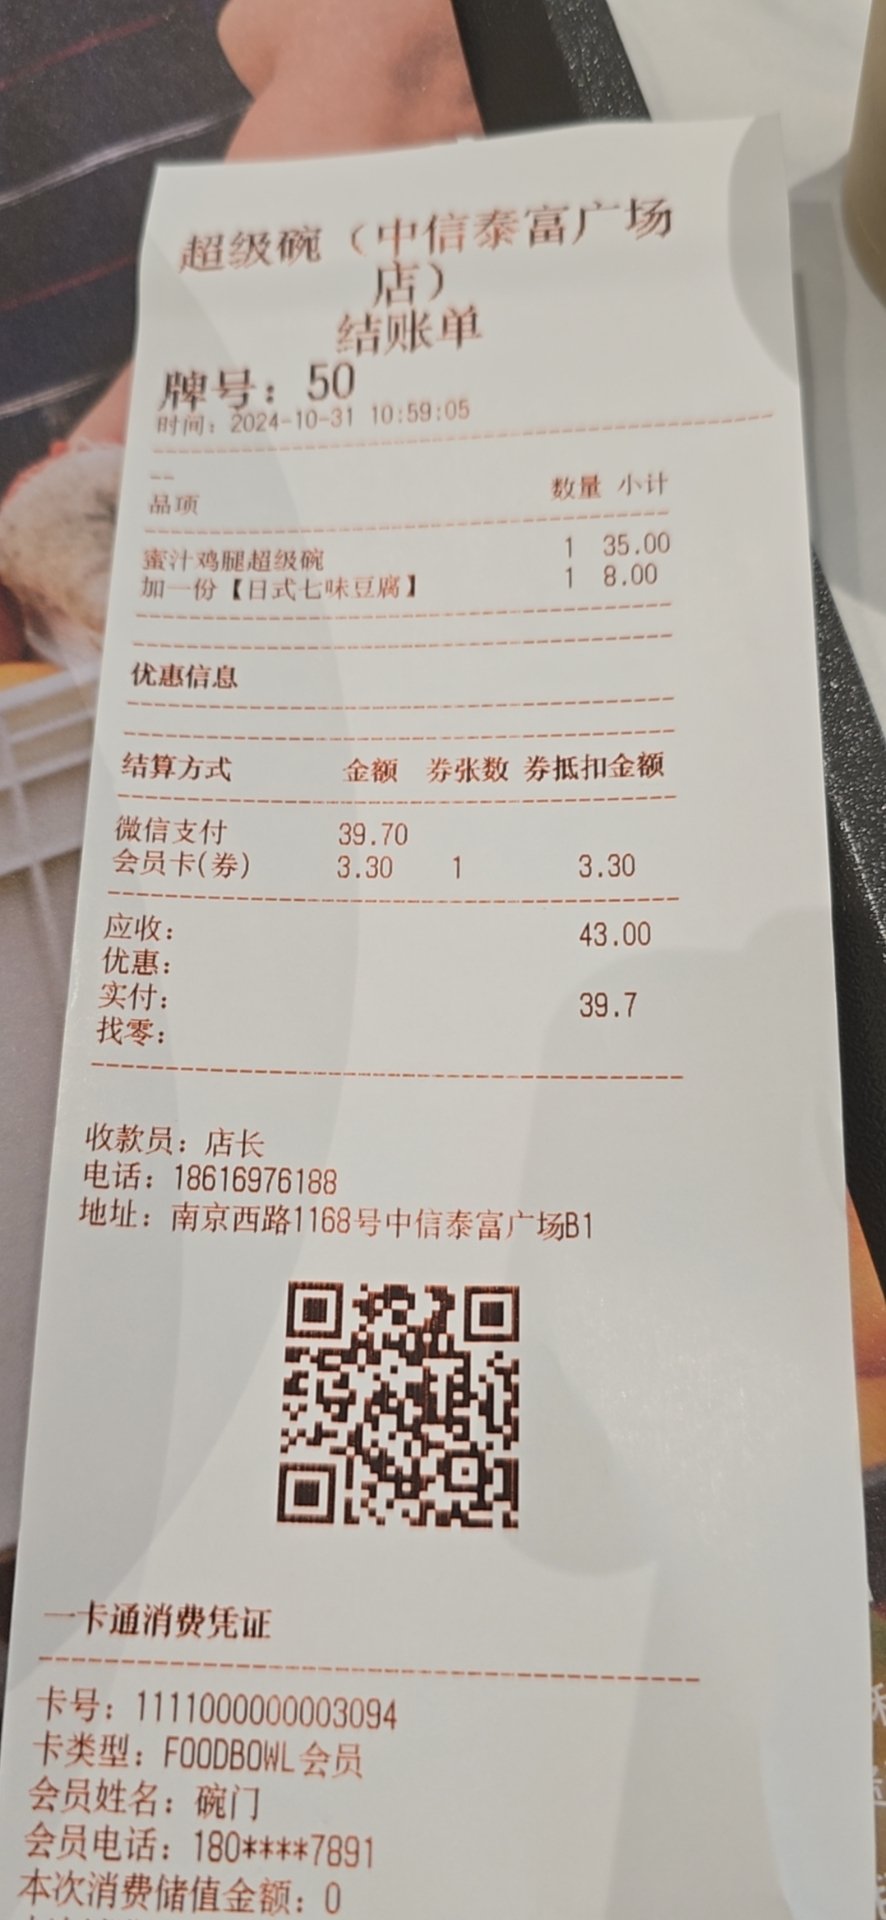 超级碗（中信泰富广场
店）
结账单
牌号：50
时间：2024-10-31 10:59:05
品项 数量 小计
蜜汁鸡腿超级碗 1 35.00
加一份【日式七味豆腐】 1 8.00
优惠信息
结算方式 金额 券张数 券抵扣金额
微信支付 39.70
会员卡(券) 3.30 1 3.30
应收： 43.00
优惠：
实付： 39.7
找零：
收款员：店长
电话：18616976188
地址：南京西路1168号中信泰富广场B1
一卡通消费凭证
卡号：1111000000003094
卡类型：FOODBOWL会员
会员姓名：碗门
会员电话：180****7891
本次消费储值金额：0